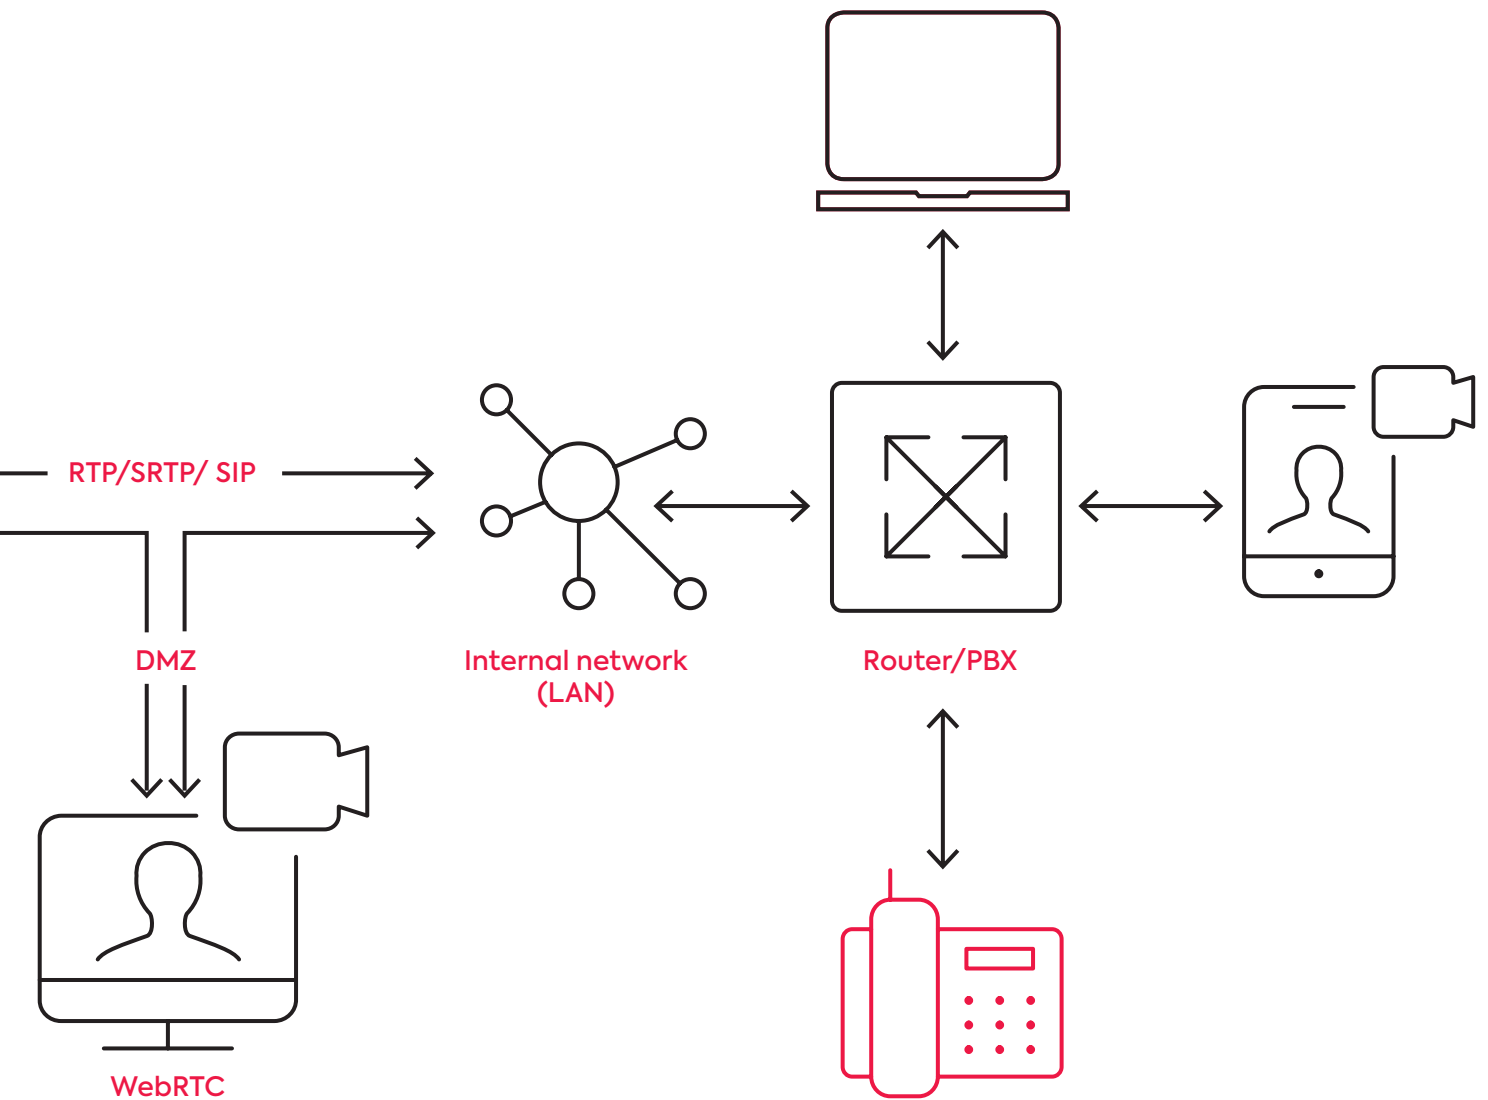 RTP/SRTP/ SIP
DMZ
Internal network
(LAN)
Router/PBX
WebRTC